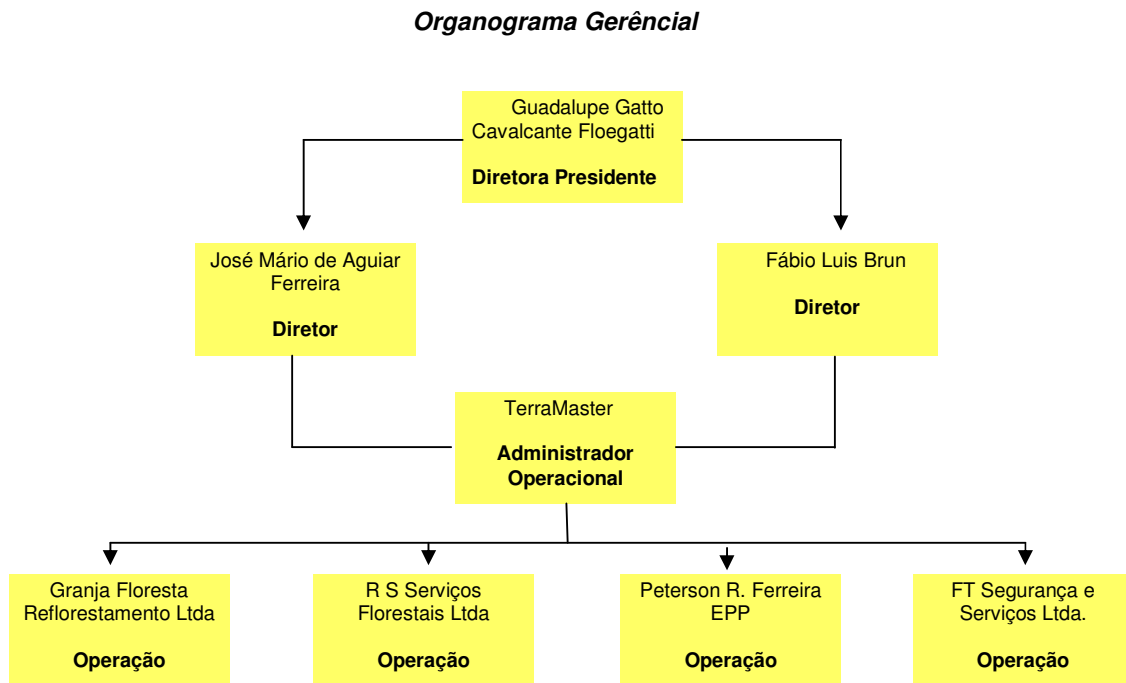 Organograma Gerêncial
Guadalupe Gatto
Cavalcante Floegatti
Diretora Presidente
José Mário de Aguiar
Ferreira
Diretor
Fábio Luis Brun
Diretor
TerraMaster
Administrador
Operacional
Granja Floresta
Reflorestamento Ltda
Operação
R S Serviços
Florestais Ltda
Operação
Peterson R. Ferreira
EPP
Operação
FT Segurança e
Serviços Ltda.
Operação